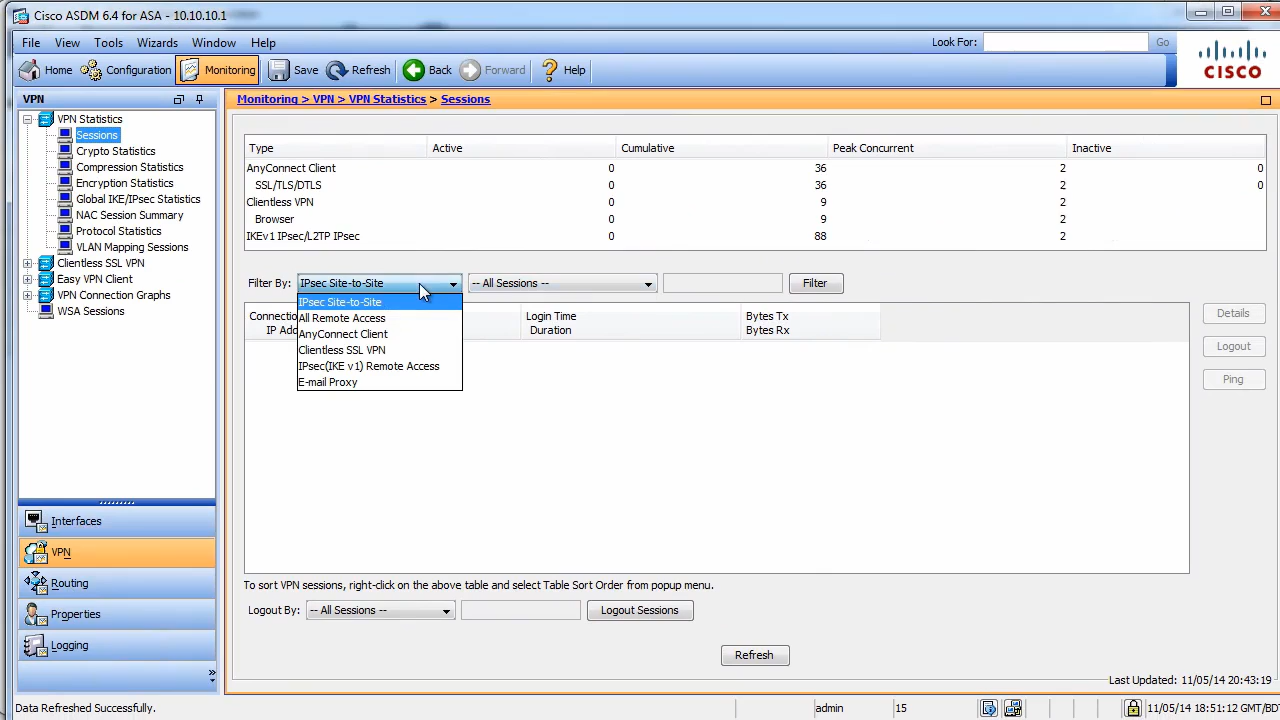 Cisco ASDM 6.4 for ASA - 10.10.10.1
File View Tools Wizards Window Help Look For: Go
Home Configuration Monitoring Save Refresh Back Forward Help
CISCO
VPN
VPN Statistics
Sessions
Crypto Statistics
Compression Statistics
Encryption Statistics
Global IKE/IPsec Statistics
NAC Session Summary
Protocol Statistics
VLAN Mapping Sessions
Clientless SSL VPN
Easy VPN Client
VPN Connection Graphs
WSA Sessions
Interfaces
VPN
Routing
Properties
Logging
Monitoring > VPN > VPN Statistics > Sessions
Type Active Cumulative Peak Concurrent Inactive
AnyConnect Client 0 36 2 0
SSL/TLS/DTLS 0 36 2 0
Clientless VPN 0 9 2
Browser 0 9 2
IKEv1 IPsec/L2TP IPsec 0 88 2
Filter By: IPsec Site-to-Site -- All Sessions -- Filter
IPsec Site-to-Site
All Remote Access
AnyConnect Client
Clientless SSL VPN
IPsec(IKE v1) Remote Access
E-mail Proxy
Connectio Login Time Bytes Tx
IP Add Duration Bytes Rx
Details
Logout
Ping
To sort VPN sessions, right-click on the above table and select Table Sort Order from popup menu.
Logout By: -- All Sessions -- Logout Sessions
Refresh
Last Updated: 11/05/14 20:43:19
Data Refreshed Successfully. admin 15 11/05/14 18:51:12 GMT/BD